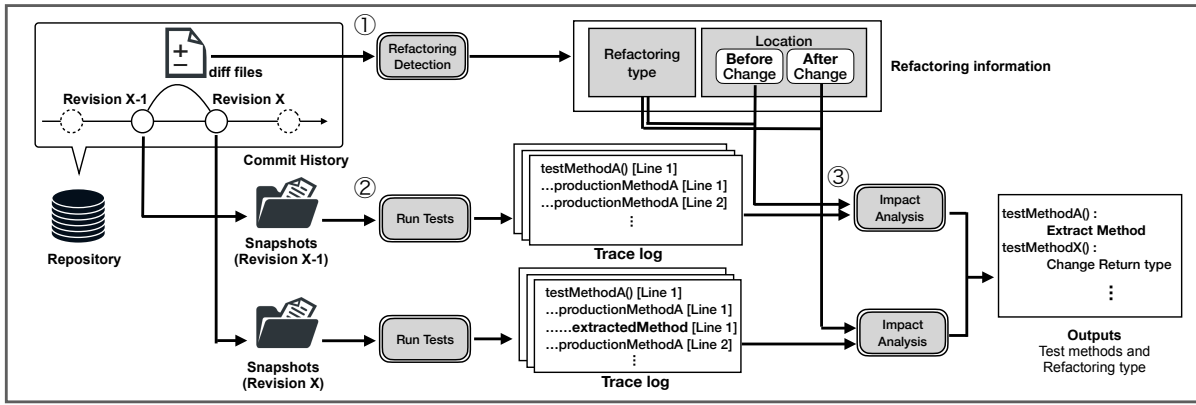 ①
diff files
Revision X-1
Revision X
Commit History
Repository
Refactoring
Detection
Refactoring
type
Location
Before
Change
After
Change
Refactoring information
②
Snapshots
(Revision X-1)
Run Tests
testMethodA() [Line 1]
...productionMethodA [Line 1]
...productionMethodA [Line 2]
⋮
Trace log
Snapshots
(Revision X)
Run Tests
testMethodA() [Line 1]
...productionMethodA [Line 1]
......extractedMethod [Line 1]
...productionMethodA [Line 2]
⋮
Trace log
③
Impact
Analysis
Impact
Analysis
testMethodA() :
Extract Method
testMethodX() :
Change Return type
⋮
Outputs
Test methods and
Refactoring type